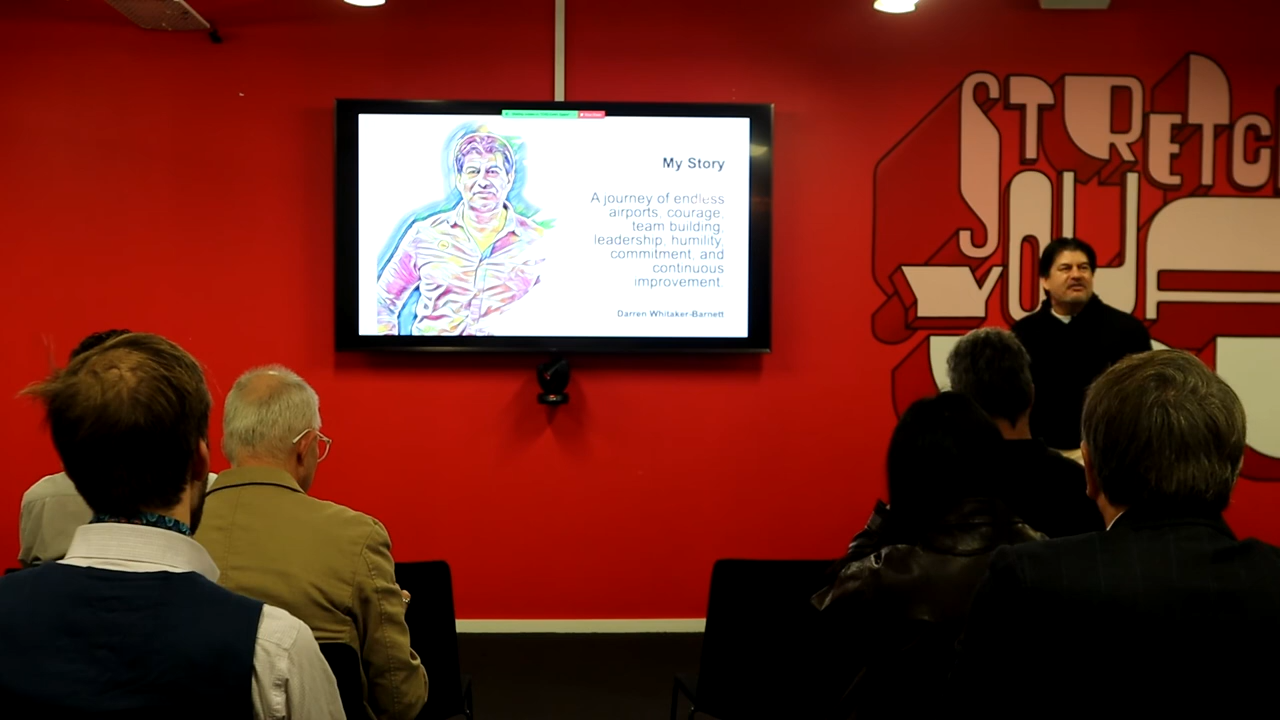 My Story
A journey of endless
airports, courage,
team building,
leadership, humility,
commitment, and
continuous
improvement.
Darren Whitaker-Barnett
STRETC
YOU